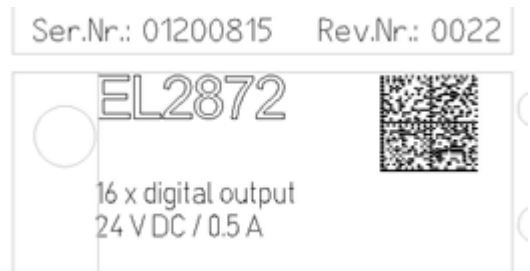 Ser.Nr.: 01200815 Rev.Nr.: 0022
EL2872
16 x digital output
24 V DC / 0.5 A